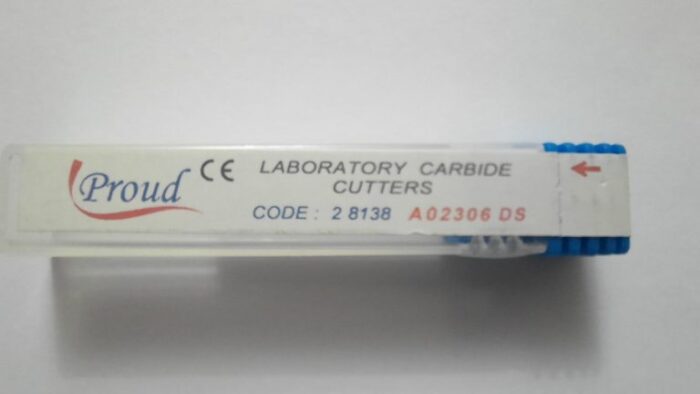 Proud CE LABORATORY CARBIDE
CUTTERS
CODE : 2 8138 A02306 DS